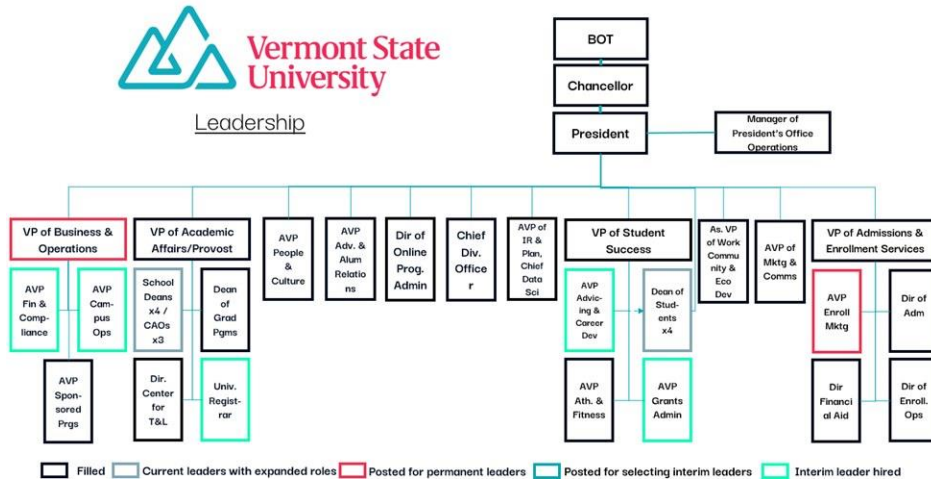 Vermont State
University
Leadership
BOT
Chancellor
President
Manager of
President's Office
Operations
VP of Business &
Operations
VP of Academic
Affairs/Provost
AVP
People
&
Culture
AVP
Adv. &
Alum
Relatio
ns
Dir of
Online
Prog.
Admin
Chief
Div.
Office
r
AVP of
IR &
Plan,
Chief
Data
Sci
VP of Student
Success
As. VP
of Work
Commu
nity &
Eco
Dev
AVP of
Mktg &
Comms
VP of Admissions &
Enrollment Services
AVP
Fin &
Comp-
liance
AVP
Cam-
pus
Ops
School
Deans
x4 /
CAOs
x3
Dean
of
Grad
Pgms
AVP
Advic-
ing &
Career
Dev
Dean of
Stud-
ents
x4
AVP
Enroll
Mktg
Dir of
Adm
AVP
Spon-
sored
Prgs
Dir.
Center
for
T&L
Univ.
Regist-
rar
AVP
Ath. &
Fitness
AVP
Grants
Admin
Dir
Financi
al Aid
Dir of
Enroll.
Ops
Filled
Current leaders with expanded roles
Posted for permanent leaders
Posted for selecting interim leaders
Interim leader hired